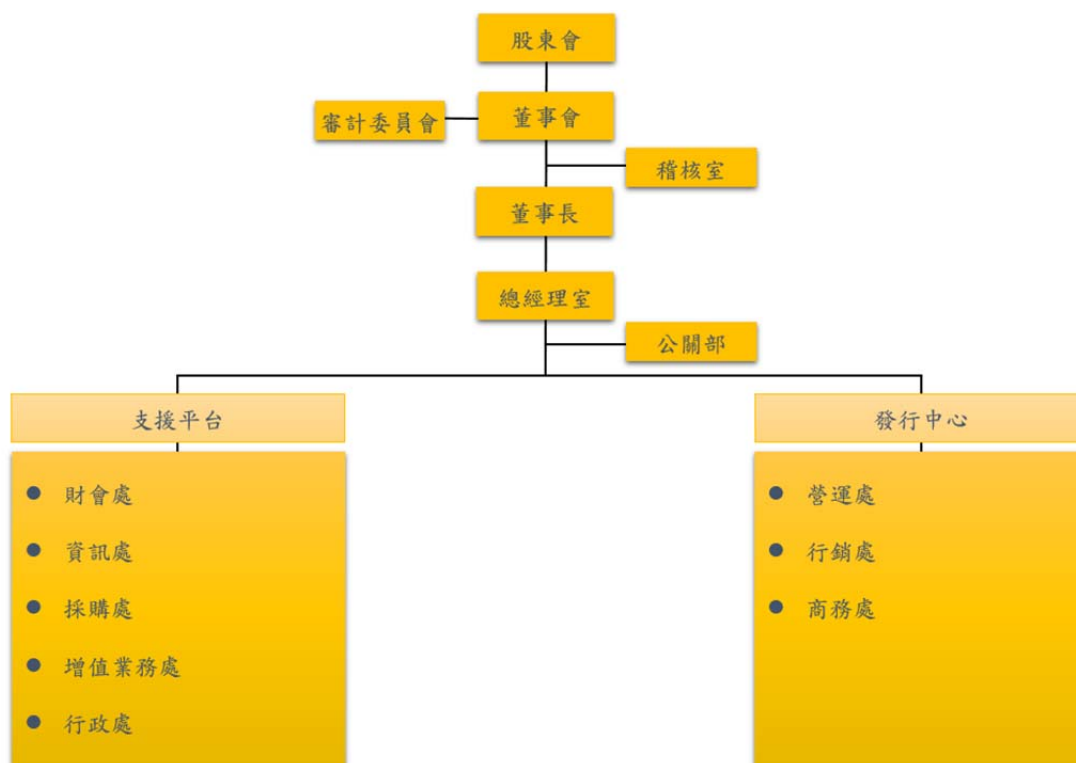 股東會
審計委員會
董事會
稽核室
董事長
總經理室
公關部
支援平台
財會處
資訊處
採購處
增值業務處
行政處
發行中心
營運處
行銷處
商務處